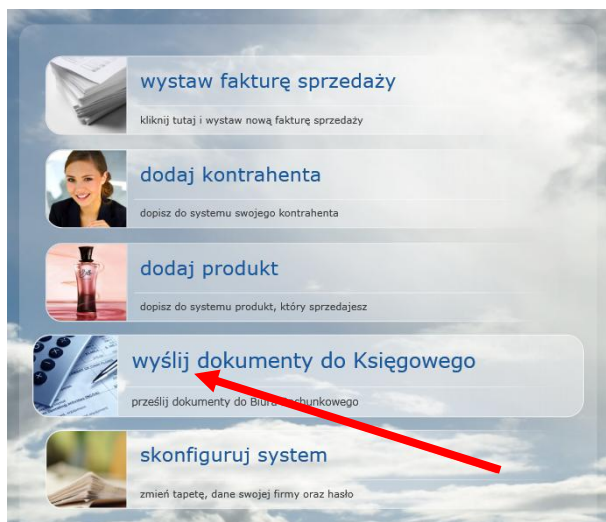 wystaw fakturę sprzedaży
kliknij tutaj i wystaw nową fakturę sprzedaży
dodaj kontrahenta
dopisz do systemu swojego kontrahenta
dodaj produkt
dopisz do systemu produkt, który sprzedajesz
wyślij dokumenty do Księgowego
prześlij dokumenty do Biura Rachunkowego
skonfiguruj system
zmień tapetę, dane swojej firmy oraz hasło